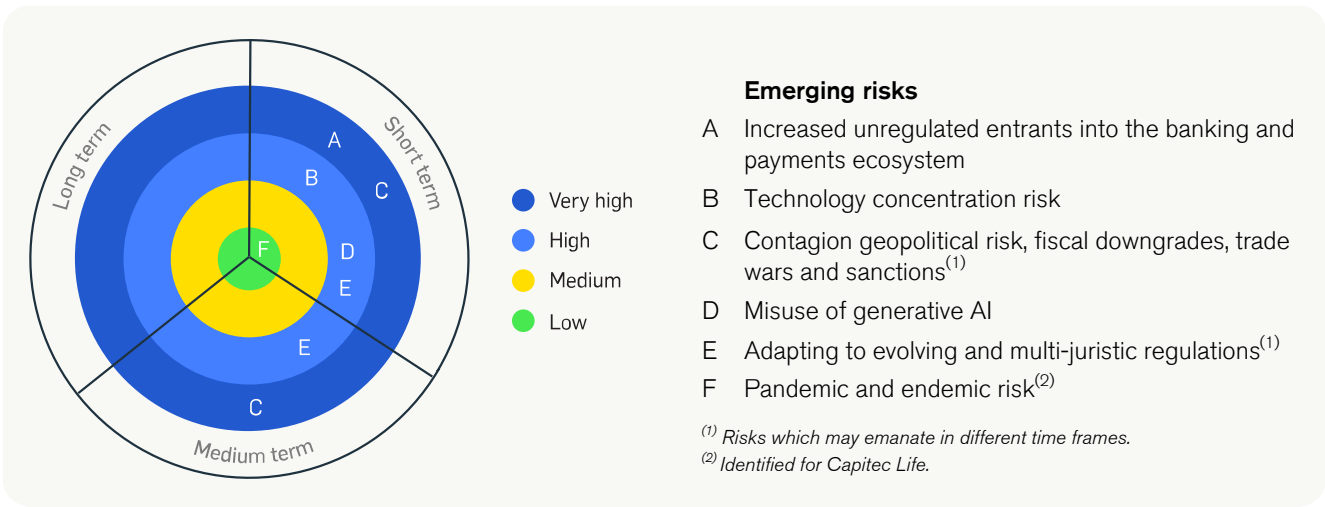 Long term
Short term
A
B
C
F
D
E
E
C
Medium term
Very high
High
Medium
Low
Emerging risks
A Increased unregulated entrants into the banking and
payments ecosystem
B Technology concentration risk
C Contagion geopolitical risk, fiscal downgrades, trade
wars and sanctions(1)
D Misuse of generative AI
E Adapting to evolving and multi-juristic regulations(1)
F Pandemic and endemic risk(2)
(1) Risks which may emanate in different time frames.
(2) Identified for Capitec Life.